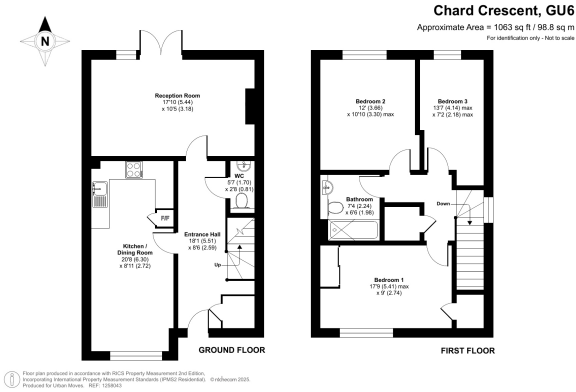 Chard Crescent, GU6
Approximate Area = 1063 sq ft / 98.8 sq m
For identification only - Not to scale
N
Reception Room
17'10 (5.44)
x 10'5 (3.18)
WC
5'7 (1.70)
x 2'8 (0.81)
F/F
Kitchen /
Dining Room
20'8 (6.30)
x 8'11 (2.72)
Entrance Hall
18'1 (5.51)
x 8'6 (2.59)
Up
GROUND FLOOR
Bedroom 2
12' (3.66)
x 10'10 (3.30) max
Bedroom 3
13'7 (4.14) max
x 7'2 (2.18) max
Bathroom
7'4 (2.24)
x 6'6 (1.98)
Down
Bedroom 1
17'9 (5.41) max
x 9' (2.74)
FIRST FLOOR
Floor plan produced in accordance with RICS Property Measurement 2nd Edition,
Incorporating International Property Measurement Standards (IPMS2 Residential). © nichecom 2025.
Produced for Urban Moves. REF: 1258043